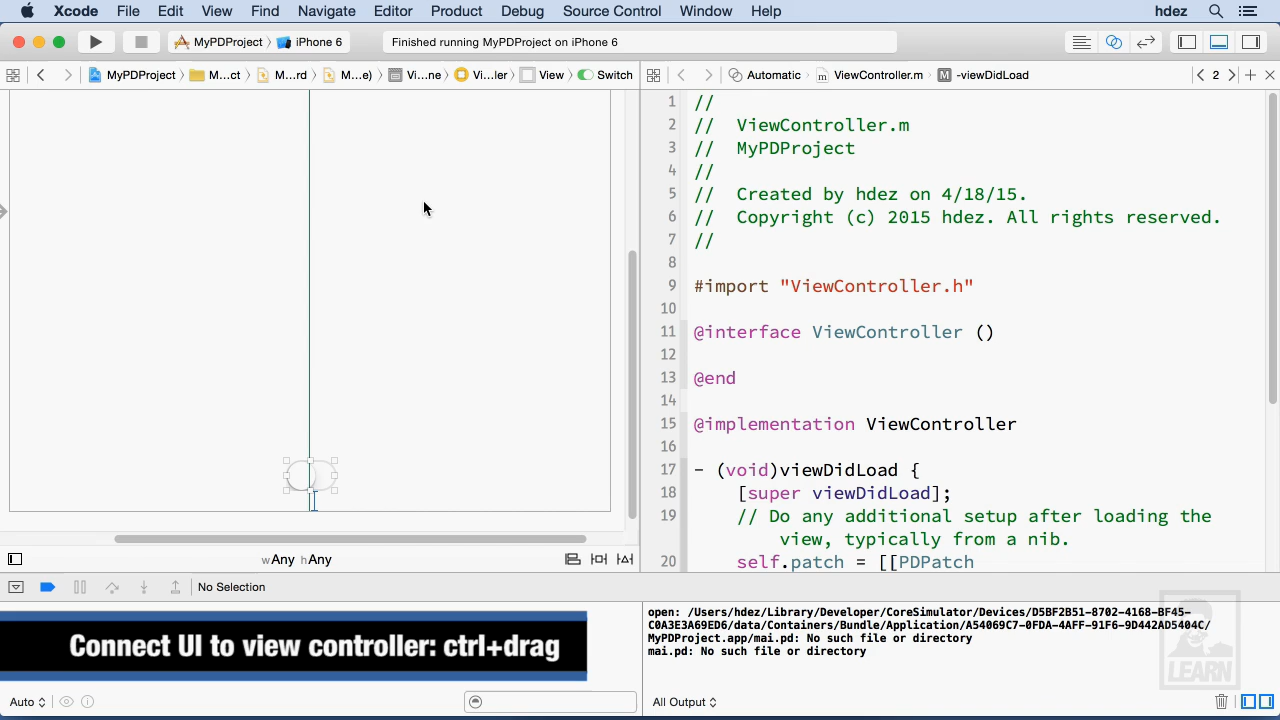 Xcode File Edit View Find Navigate Editor Product Debug Source Control Window Help hdez
MyPDProject iPhone 6 Finished running MyPDProject on iPhone 6
MyPDProject M...ct M...rd M...e) Vi...ne Vi...ler View Switch
Automatic ViewController.m M -viewDidLoad 2
1 //
2 //  ViewController.m
3 //  MyPDProject
4 //
5 //  Created by hdez on 4/18/15.
6 //  Copyright (c) 2015 hdez. All rights reserved.
7 //
8
9 #import "ViewController.h"
10
11 @interface ViewController ()
12
13 @end
14
15 @implementation ViewController
16
17 - (void)viewDidLoad {
18 [super viewDidLoad];
19 // Do any additional setup after loading the
view, typically from a nib.
20 self.patch = [[PDPatch
wAny hAny
No Selection
Connect UI to view controller: ctrl+drag
open: /Users/hdez/Library/Developer/CoreSimulator/Devices/D5BF2B51-8702-4168-BF45-
C0A3E3A69ED6/data/Containers/Bundle/Application/A54069C7-0FDA-4AFF-91F6-9D442AD5404C/
MyPDProject.app/mai.pd: No such file or directory
mai.pd: No such file or directory
LEARN
Auto
All Output